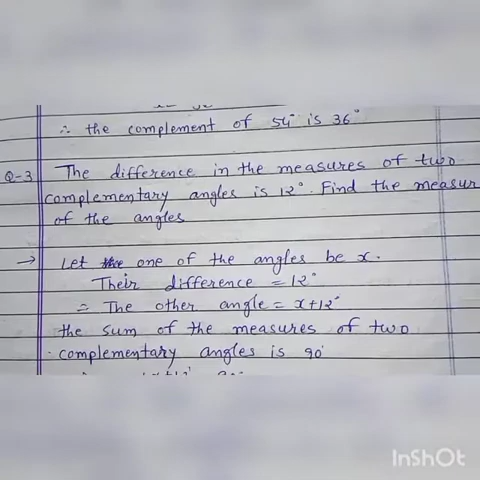 ∴ the complement of 54° is 36°
Q-3 The difference in the measures of two
complementary angles is 12°. Find the measur
of the angles
→ Let the one of the angles be x.
Their difference = 12°
= The other angle = x+12°
the sum of the measures of two
complementary angles is 90°
InShOt